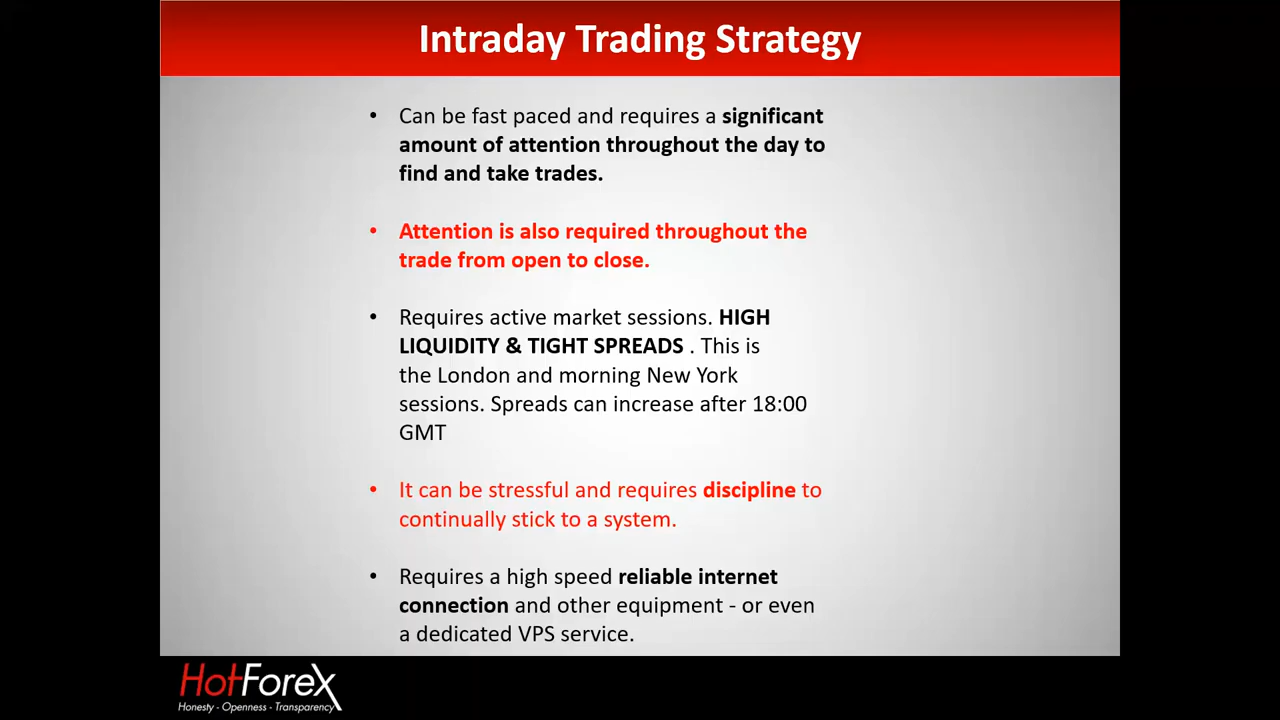 Intraday Trading Strategy
• Can be fast paced and requires a significant
amount of attention throughout the day to
find and take trades.
• Attention is also required throughout the
trade from open to close.
• Requires active market sessions. HIGH
LIQUIDITY & TIGHT SPREADS . This is
the London and morning New York
sessions. Spreads can increase after 18:00
GMT
• It can be stressful and requires discipline to
continually stick to a system.
• Requires a high speed reliable internet
connection and other equipment - or even
a dedicated VPS service.
HotForex
Honesty - Openness - Transparency